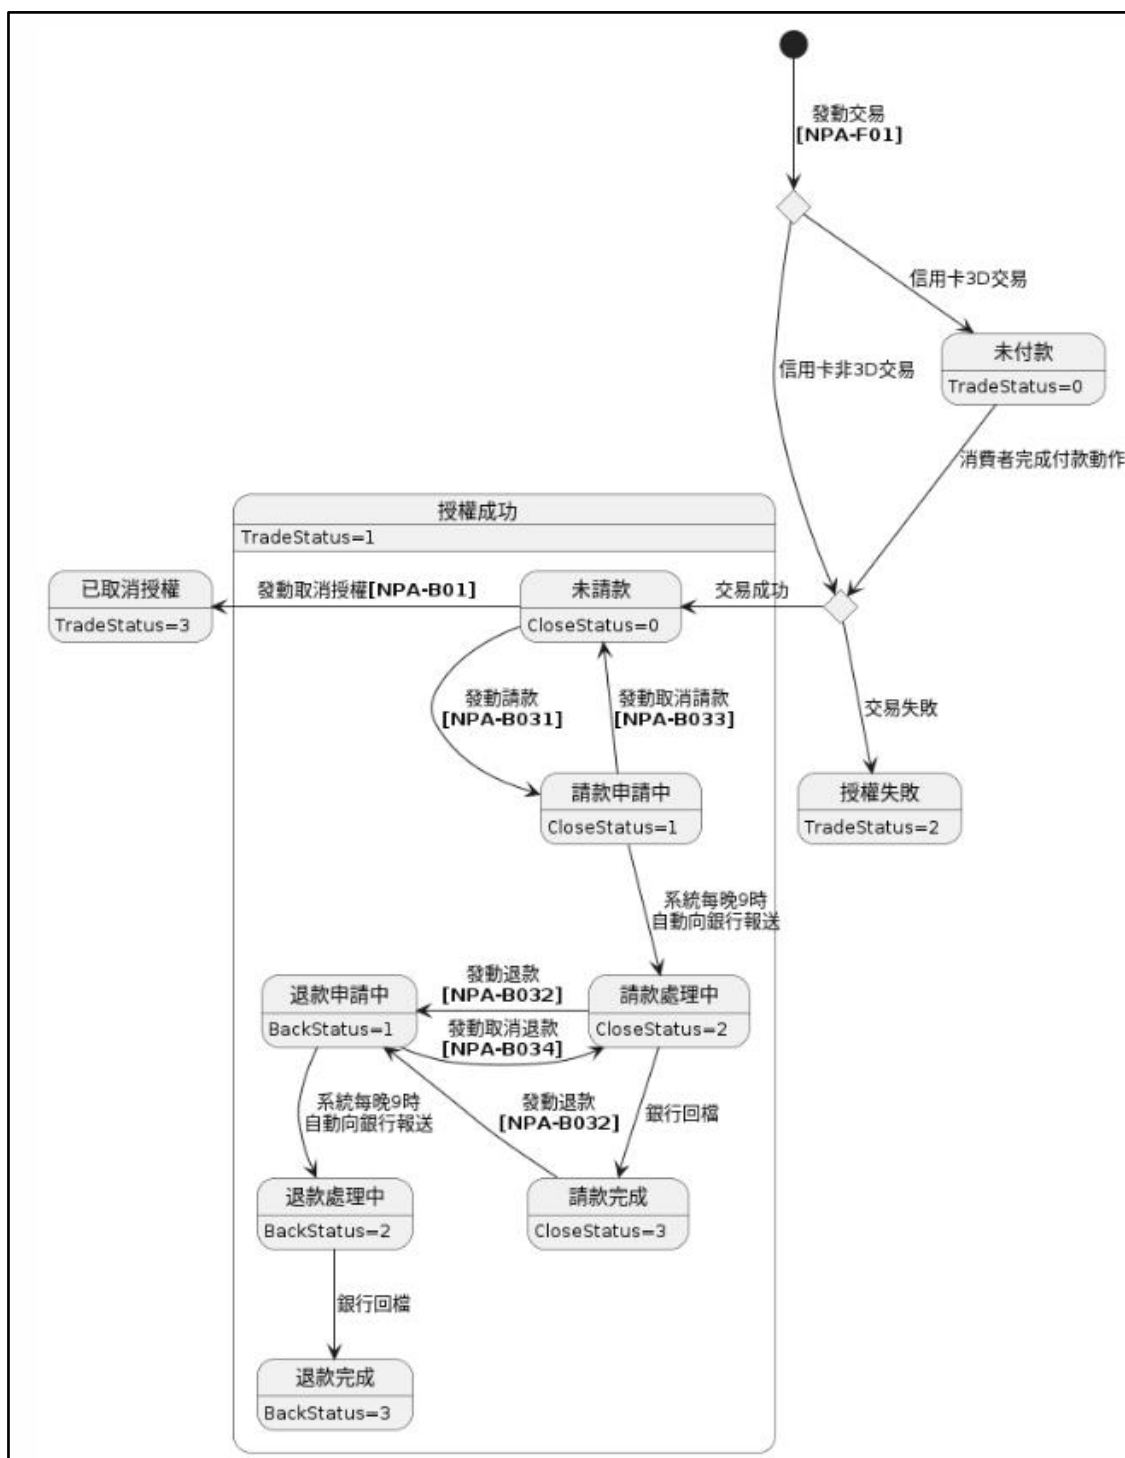 發動交易
[NPA-F01]
信用卡3D交易
信用卡非3D交易
未付款
TradeStatus=0
消費者完成付款動作
授權成功
TradeStatus=1
已取消授權
TradeStatus=3
發動取消授權[NPA-B01]
未請款
CloseStatus=0
交易成功
發動請款
[NPA-B031]
發動取消請款
[NPA-B033]
交易失敗
請款申請中
CloseStatus=1
授權失敗
TradeStatus=2
系統每晚9時
自動向銀行報送
退款申請中
BackStatus=1
發動退款
[NPA-B032]
發動取消退款
[NPA-B034]
請款處理中
CloseStatus=2
系統每晚9時
自動向銀行報送
發動退款
[NPA-B032]
銀行回檔
退款處理中
BackStatus=2
請款完成
CloseStatus=3
銀行回檔
退款完成
BackStatus=3